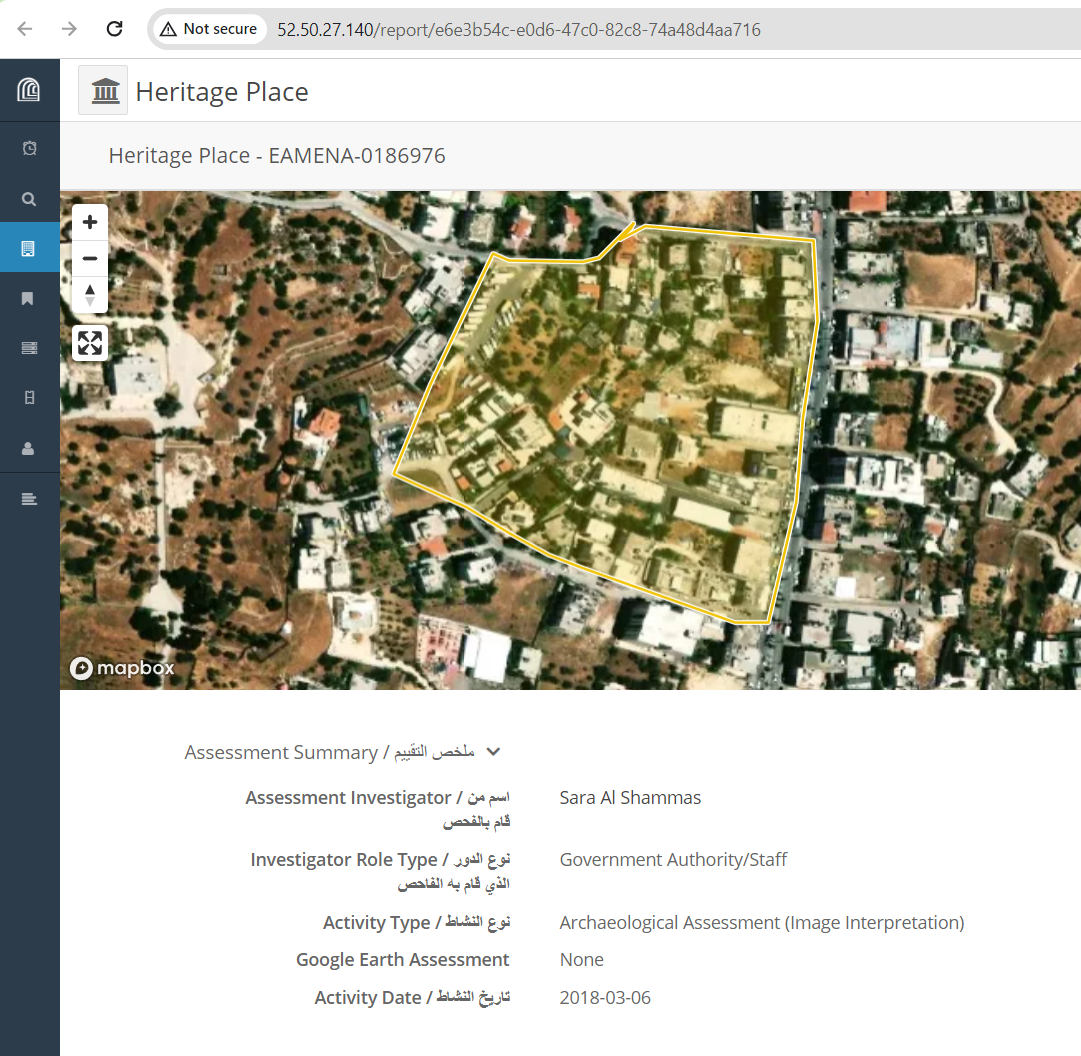 Not secure 52.50.27.140/report/e6e3b54c-e0d6-47c0-82c8-74a48d4aa716
Heritage Place
Heritage Place - EAMENA-0186976
mapbox
Assessment Summary / ملخص التقييم
Assessment Investigator / اسم من Sara Al Shammas
قام بالفحص
Investigator Role Type / نوع الدور Government Authority/Staff
الذي قام به الفاحص
Activity Type / نوع النشاط Archaeological Assessment (Image Interpretation)
Google Earth Assessment None
Activity Date / تاريخ النشاط 2018-03-06